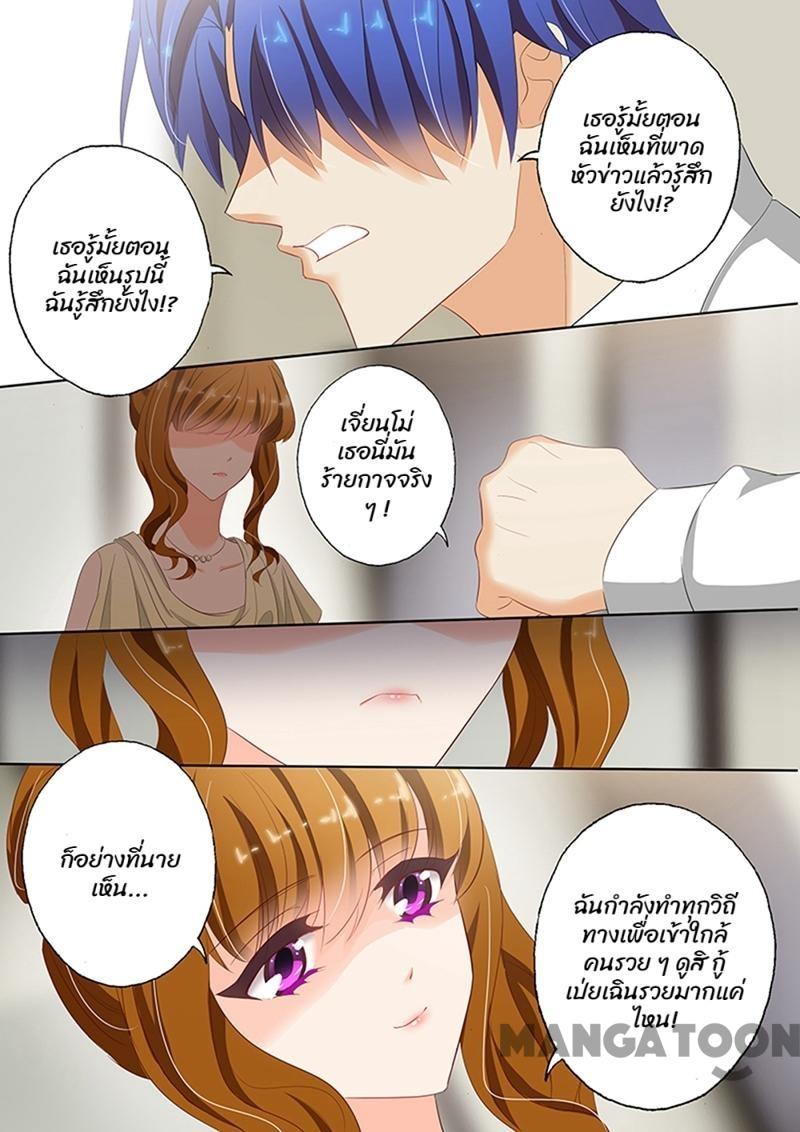 เธอรู้มั้ยตอน
ฉันเห็นที่พาด
หัวข่าวแล้วรู้สึก
ยังไง!?
เธอรู้มั้ยตอน
ฉันเห็นรูปนี้
ฉันรู้สึกยังไง!?
เจี่ยนโม่
เธอนี่มัน
ร้ายกาจจริง
ๆ !
ก็อย่างที่นาย
เห็น...
ฉันกำลังทำทุกวิถี
ทางเพื่อเข้าใกล้
คนรวย ๆ ดูสิ กู้
เป่ยเฉินรวยมากแค่
ไหน!
MANGATOON